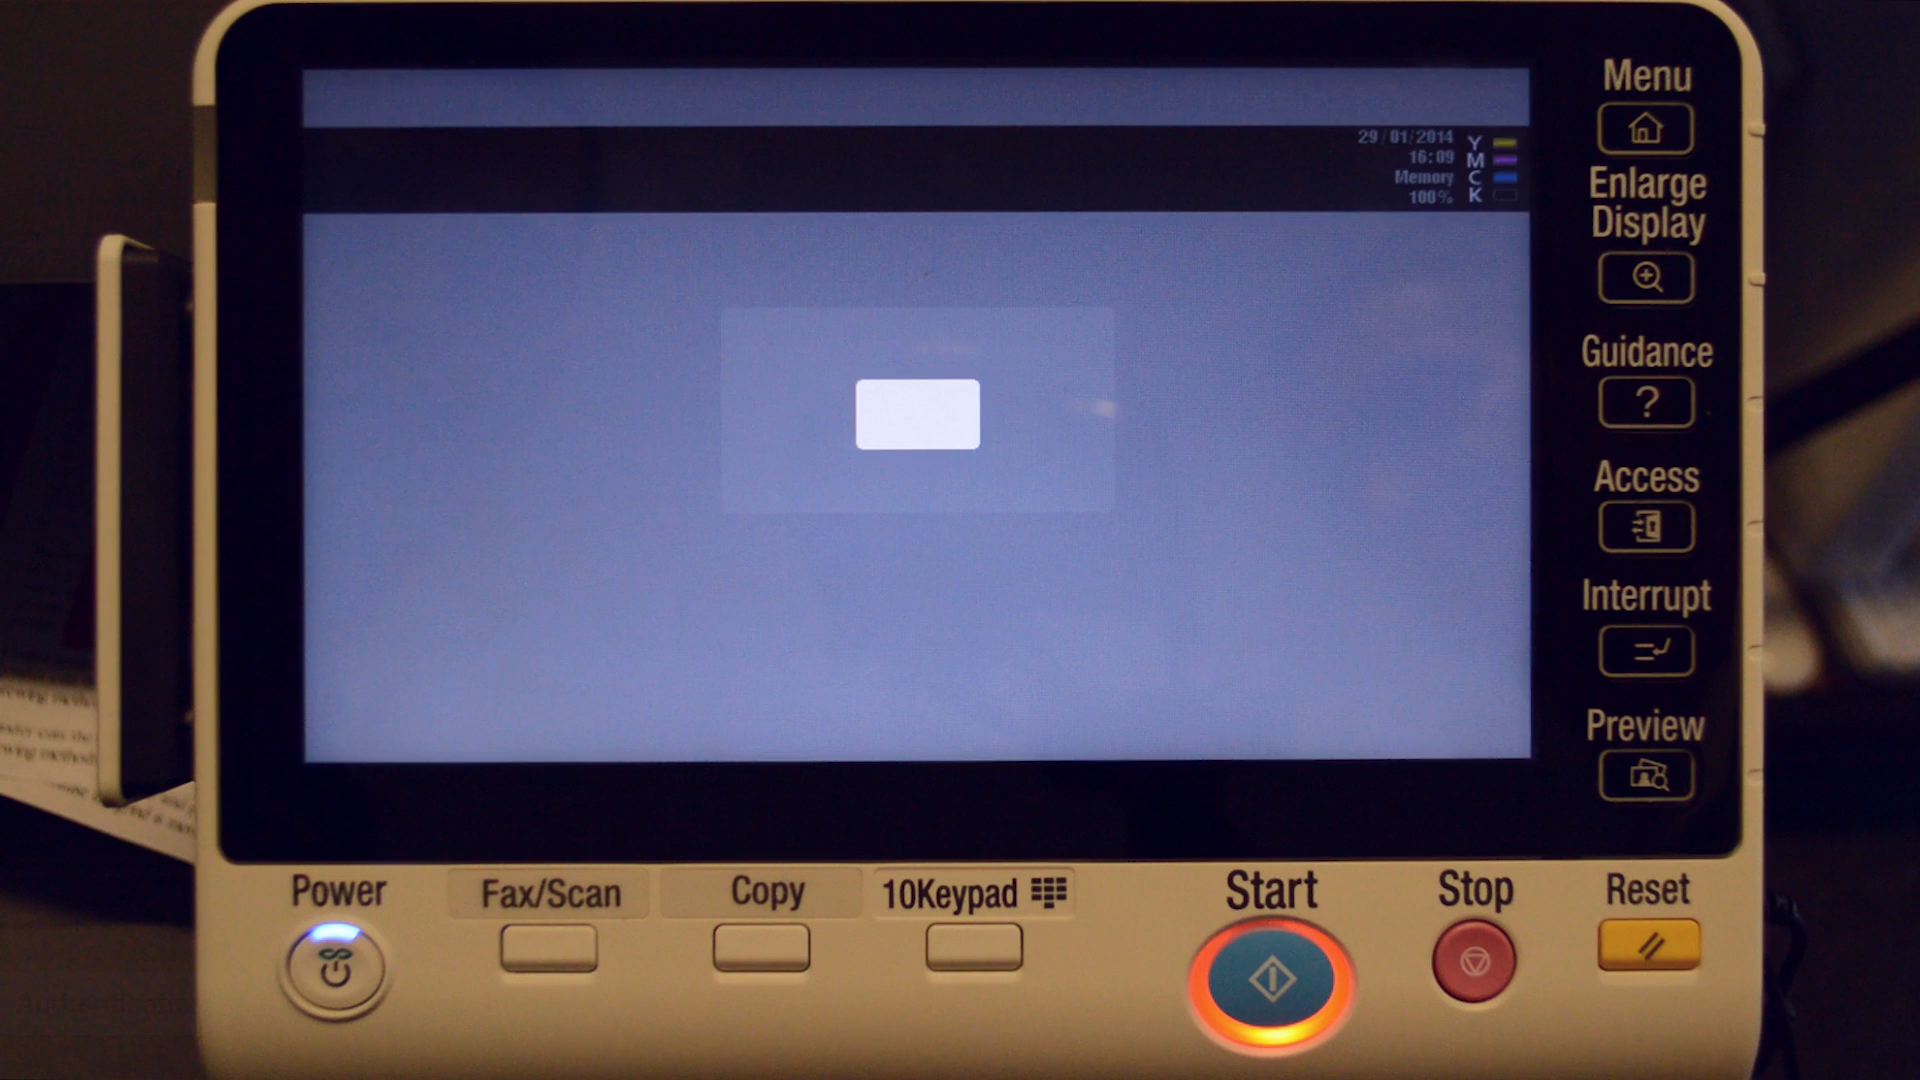 Menu
29/01/2014
16:09
Memory
100%
Y
M
C
K
Enlarge
Display
Guidance
?
Access
Interrupt
Preview
Power
Fax/Scan
Copy
10Keypad
Start
Stop
Reset